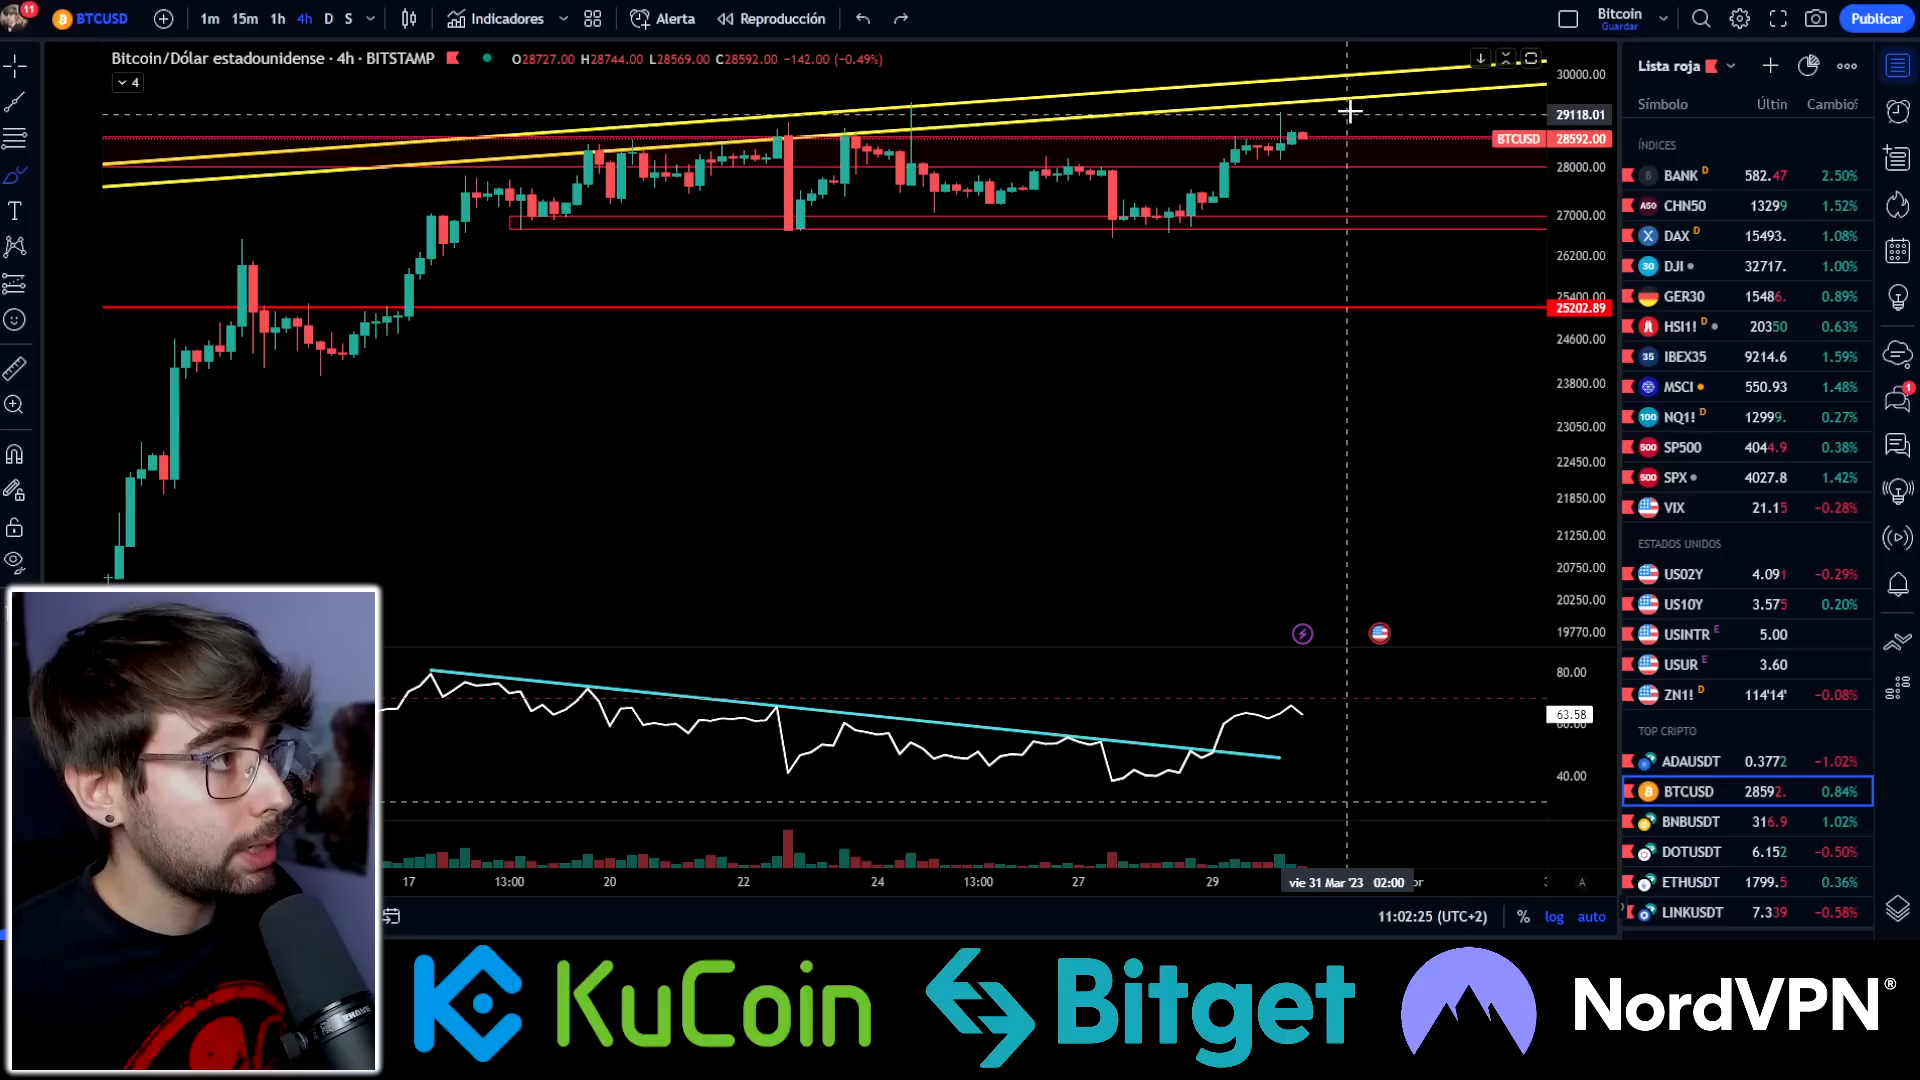 11 BTCUSD 1m 15m 1h 4h D S Indicadores Alerta Reproducción Bitcoin Guardar Publicar
Bitcoin/Dólar estadounidense · 4h · BITSTAMP O28727.00 H28744.00 L28569.00 C28592.00 −142.00 (−0.49%)
4
30000.00
29118.01
BTCUSD 28592.00
28000.00
27000.00
26200.00
25400.00
25202.89
24600.00
23800.00
23050.00
22450.00
21850.00
21250.00
20750.00
20250.00
19770.00
80.00
63.58
60.00
40.00
17 13:00 20 22 24 13:00 27 29 vie 31 Mar '23 02:00 A
11:02:25 (UTC+2) % log auto
Lista roja
Símbolo Últin Cambio%
ÍNDICES
BANK D 582.47 2.50%
A50 CHN50 13299 1.52%
DAX D 15493. 1.08%
30 DJI 32717. 1.00%
GER30 15486. 0.89%
HSI1! D 20350 0.63%
35 IBEX35 9214.6 1.59%
MSCI 550.93 1.48%
100 NQ1! D 12999. 0.27%
500 SP500 4044.9 0.38%
500 SPX 4027.8 1.42%
VIX 21.15 −0.28%
ESTADOS UNIDOS
US02Y 4.091 −0.29%
US10Y 3.575 0.20%
USINTR E 5.00
USUR E 3.60
ZN1! D 114'14' −0.08%
TOP CRIPTO
ADAUSDT 0.3772 −1.02%
BTCUSD 28592. 0.84%
BNBUSDT 316.9 1.02%
DOTUSDT 6.152 −0.50%
ETHUSDT 1799.5 0.36%
LINKUSDT 7.339 −0.58%
1
KuCoin Bitget NordVPN®